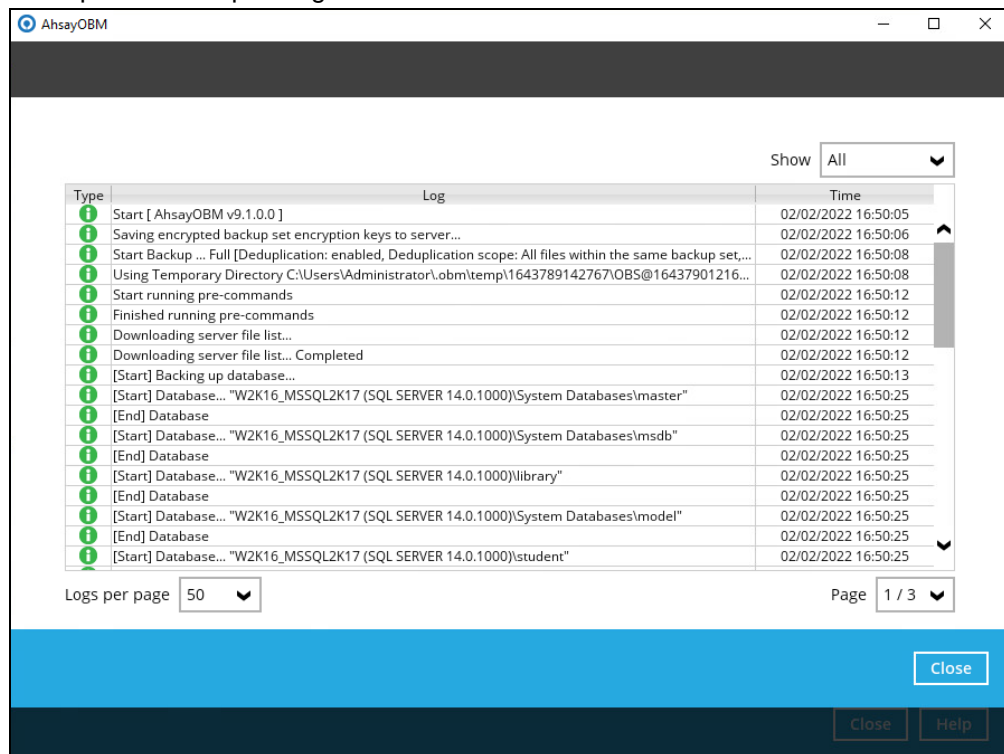 AhsayOBM
Show All
Type Log Time
Start [ AhsayOBM v9.1.0.0 ] 02/02/2022 16:50:05
Saving encrypted backup set encryption keys to server... 02/02/2022 16:50:06
Start Backup ... Full [Deduplication: enabled, Deduplication scope: All files within the same backup set,... 02/02/2022 16:50:08
Using Temporary Directory C:\Users\Administrator\.obm\temp\1643789142767\OBS@16437901216... 02/02/2022 16:50:08
Start running pre-commands 02/02/2022 16:50:12
Finished running pre-commands 02/02/2022 16:50:12
Downloading server file list... 02/02/2022 16:50:12
Downloading server file list... Completed 02/02/2022 16:50:12
[Start] Backing up database... 02/02/2022 16:50:13
[Start] Database... "W2K16_MSSQL2K17 (SQL SERVER 14.0.1000)\System Databases\master" 02/02/2022 16:50:25
[End] Database 02/02/2022 16:50:25
[Start] Database... "W2K16_MSSQL2K17 (SQL SERVER 14.0.1000)\System Databases\msdb" 02/02/2022 16:50:25
[End] Database 02/02/2022 16:50:25
[Start] Database... "W2K16_MSSQL2K17 (SQL SERVER 14.0.1000)\library" 02/02/2022 16:50:25
[End] Database 02/02/2022 16:50:25
[Start] Database... "W2K16_MSSQL2K17 (SQL SERVER 14.0.1000)\System Databases\model" 02/02/2022 16:50:25
[End] Database 02/02/2022 16:50:25
[Start] Database... "W2K16_MSSQL2K17 (SQL SERVER 14.0.1000)\student" 02/02/2022 16:50:25
Logs per page 50 Page 1 / 3
Close
Close Help